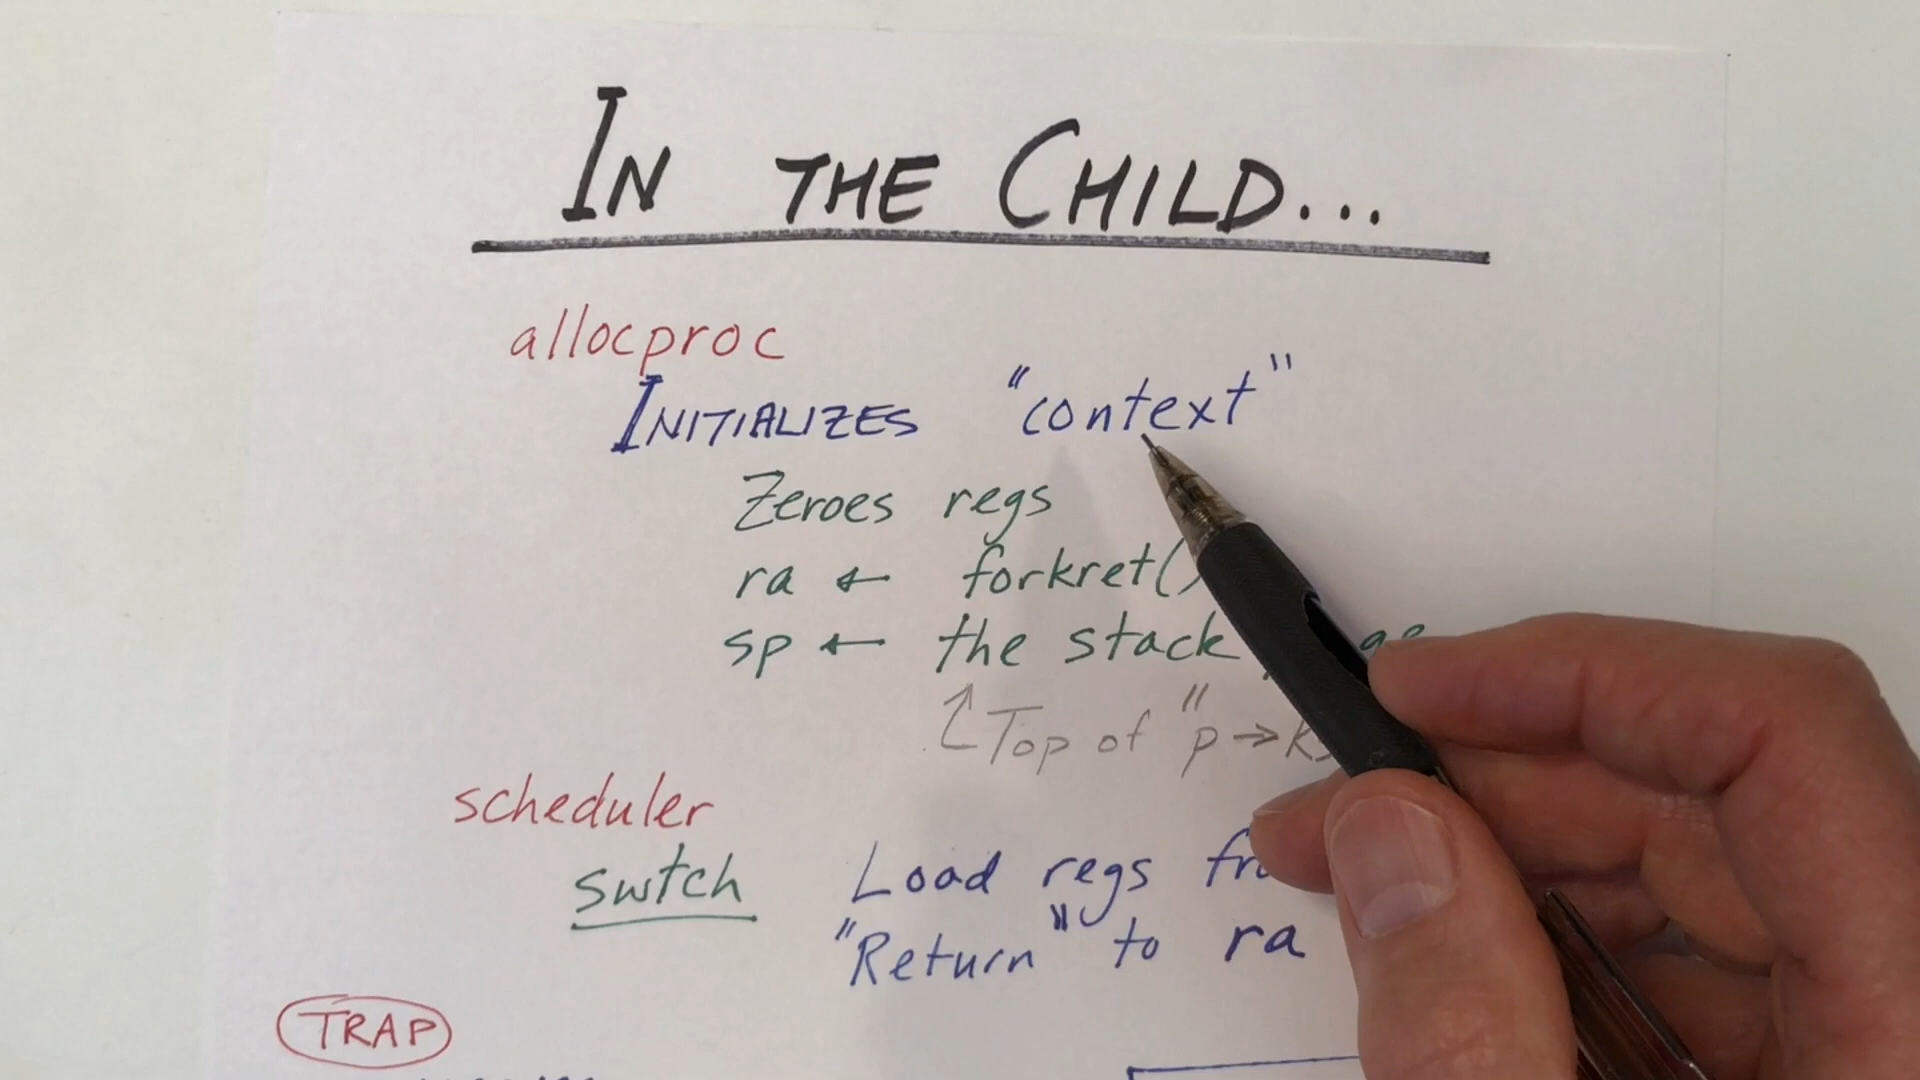 IN THE CHILD...
allocproc
INITIALIZES "context"
Zeroes regs
ra ← forkret()
sp ← the stack
↑ Top of "p→k
scheduler
swtch Load regs
"Return" to ra
TRAP